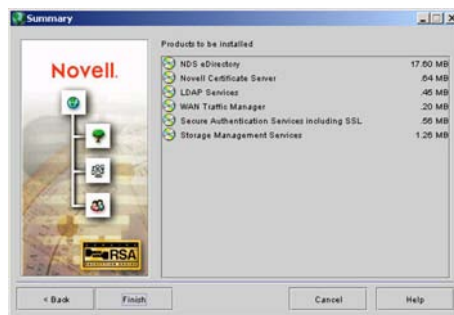 Summary
Products to be installed
Novell.
NDS eDirectory 17.60 MB
Novell Certificate Server .64 MB
LDAP Services .46 MB
WAN Traffic Manager .20 MB
Secure Authentication Services including SSL .56 MB
Storage Management Services 1.26 MB
RSA
< Back
Finish
Cancel
Help